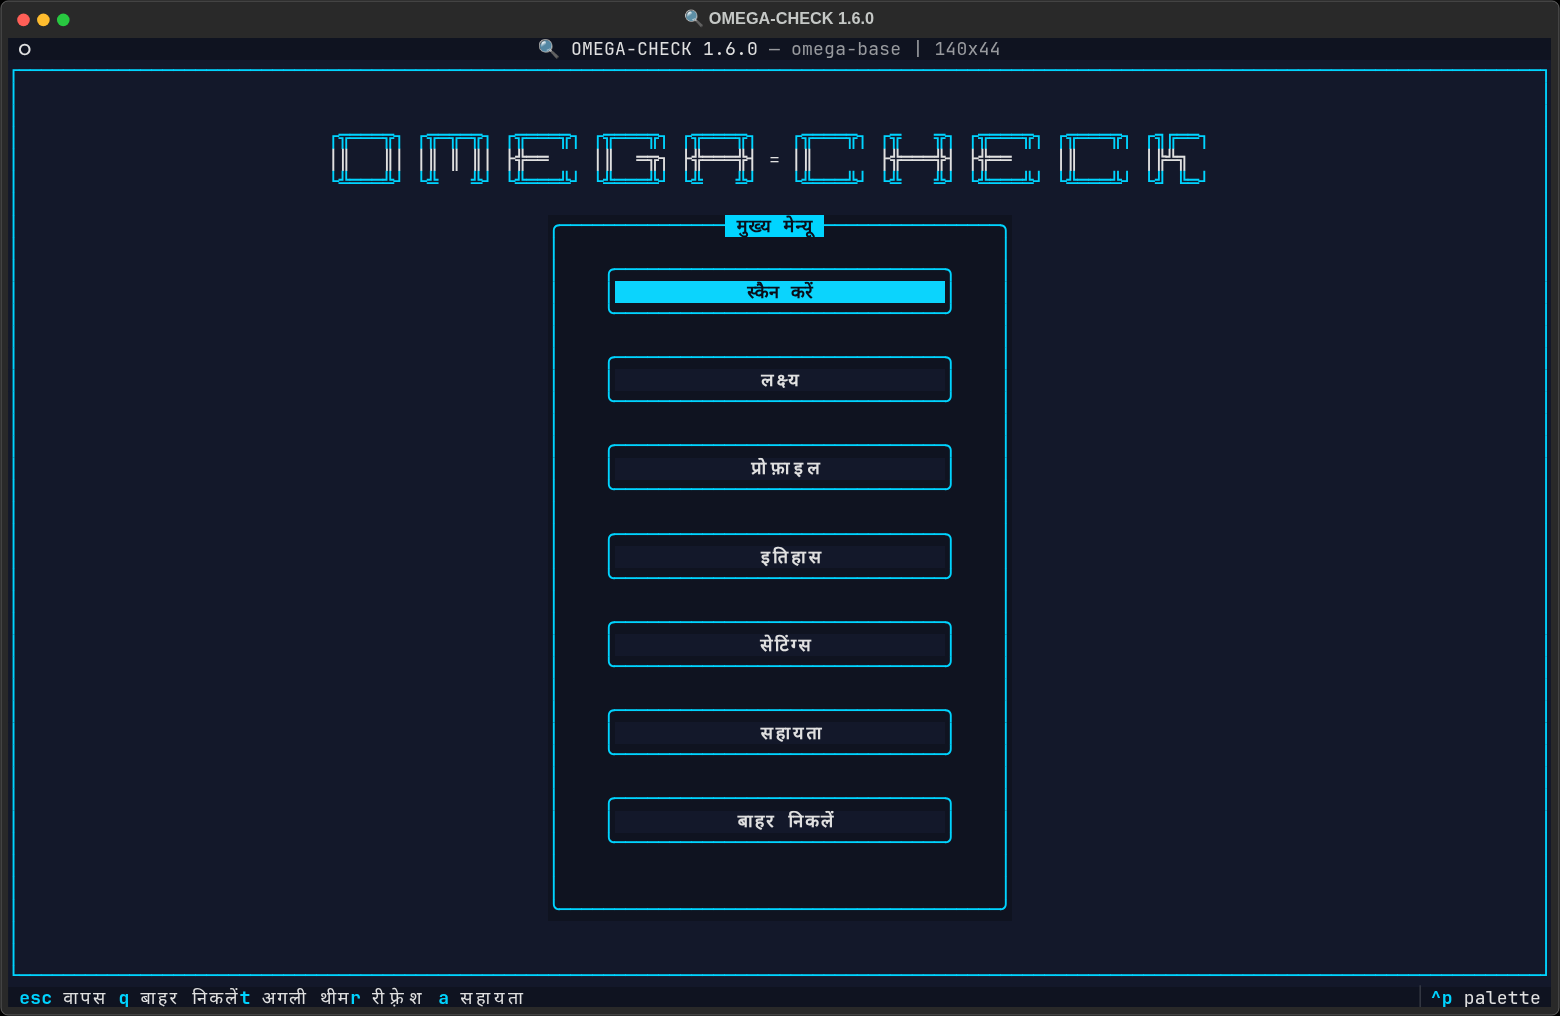 🔍 OMEGA-CHECK 1.6.0
🔍 OMEGA-CHECK 1.6.0 — omega-base | 140x44
OMEGA-CHECK
मुख्य मेन्यू
स्कैन करें
लक्ष्य
प्रोफ़ाइल
इतिहास
सेटिंग्स
सहायता
बाहर निकलें
esc वापस q बाहर निकलें t अगली थीम r रीफ़्रेश a सहायता ^p palette